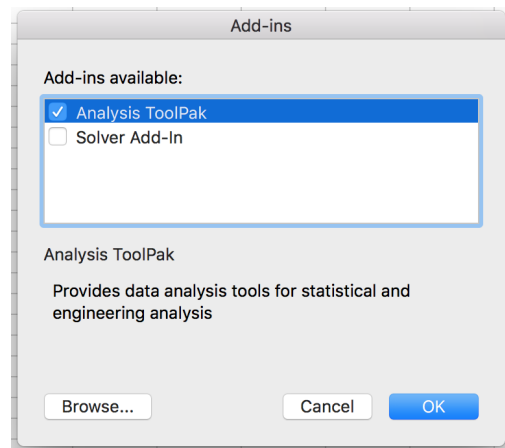 Add-ins
Add-ins available:
Analysis ToolPak
Solver Add-In
Analysis ToolPak
Provides data analysis tools for statistical and
engineering analysis
Browse... Cancel OK